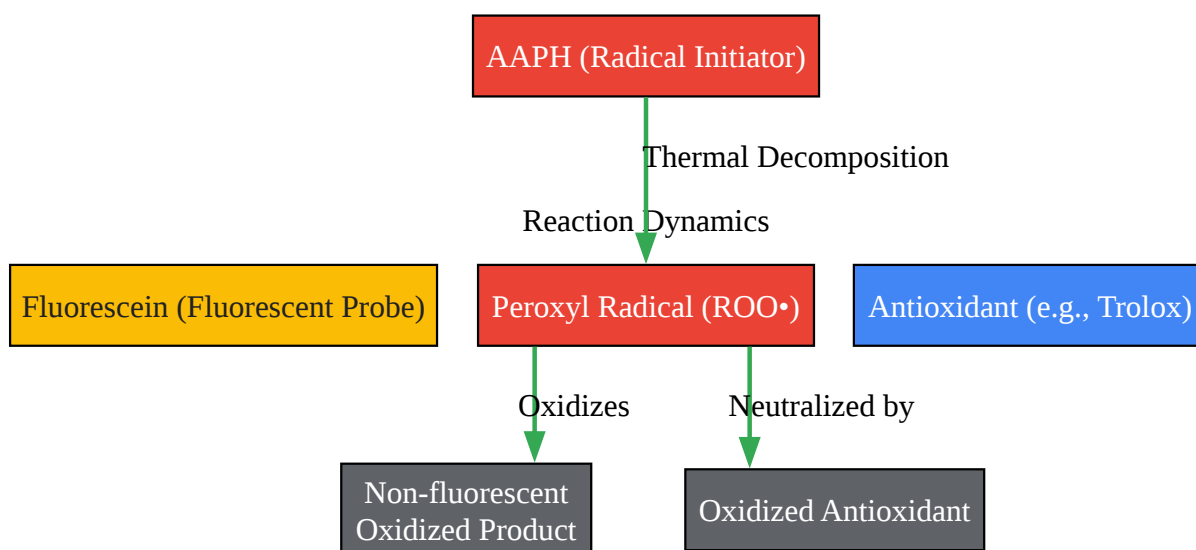 AAPH (Radical Initiator)
Thermal Decomposition
Reaction Dynamics
Fluorescein (Fluorescent Probe)
Peroxyl Radical (ROO•)
Antioxidant (e.g., Trolox)
Oxidizes
Neutralized by
Non-fluorescent
Oxidized Product
Oxidized Antioxidant